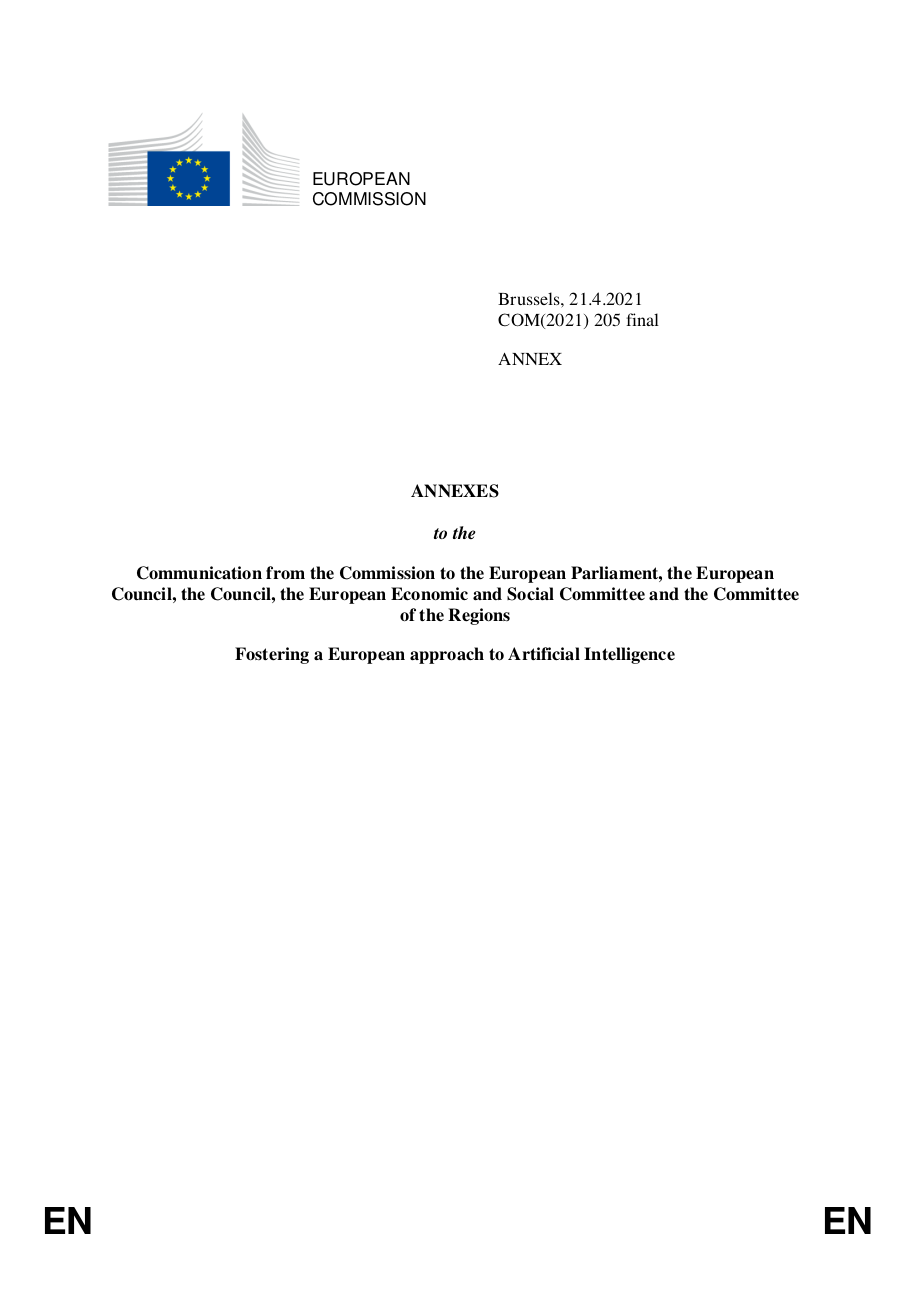 EUROPEAN
COMMISSION
Brussels, 21.4.2021
COM(2021) 205 final
ANNEX
ANNEXES
to the
Communication from the Commission to the European Parliament, the European
Council, the Council, the European Economic and Social Committee and the Committee
of the Regions
Fostering a European approach to Artificial Intelligence
EN EN